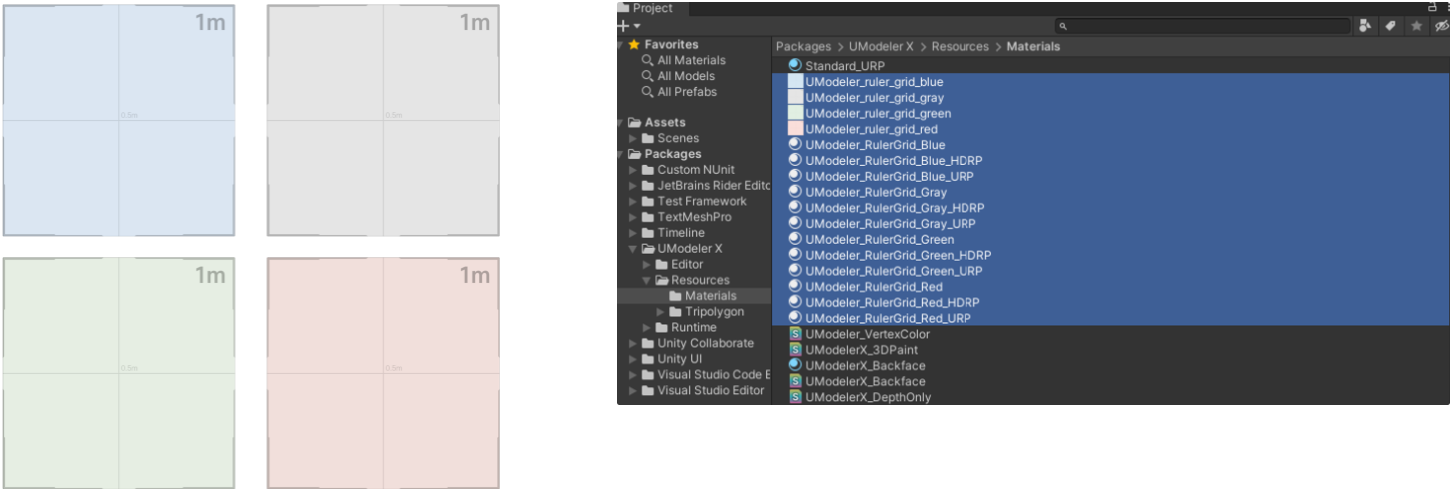 1m
1m
0.5m
0.5m
1m
1m
0.5m
0.5m
Project
Favorites
All Materials
All Models
All Prefabs
Assets
Scenes
Packages
Custom NUnit
JetBrains Rider Edito
Test Framework
TextMeshPro
Timeline
UModeler X
Editor
Resources
Materials
Tripolygon
Runtime
Unity Collaborate
Unity UI
Visual Studio Code E
Visual Studio Editor
Packages > UModeler X > Resources > Materials
Standard_URP
UModeler_ruler_grid_blue
UModeler_ruler_grid_gray
UModeler_ruler_grid_green
UModeler_ruler_grid_red
UModeler_RulerGrid_Blue
UModeler_RulerGrid_Blue_HDRP
UModeler_RulerGrid_Blue_URP
UModeler_RulerGrid_Gray
UModeler_RulerGrid_Gray_HDRP
UModeler_RulerGrid_Gray_URP
UModeler_RulerGrid_Green
UModeler_RulerGrid_Green_HDRP
UModeler_RulerGrid_Green_URP
UModeler_RulerGrid_Red
UModeler_RulerGrid_Red_HDRP
UModeler_RulerGrid_Red_URP
UModeler_VertexColor
UModelerX_3DPaint
UModelerX_Backface
UModelerX_Backface
UModelerX_DepthOnly